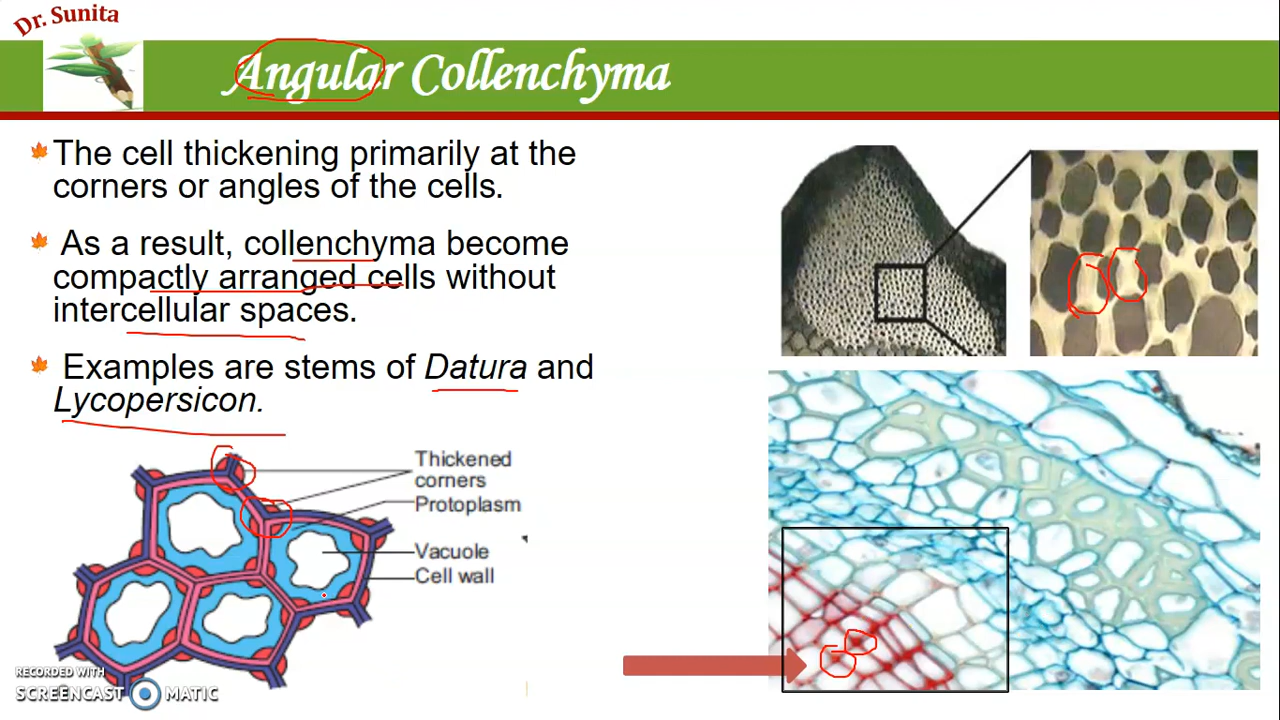 Dr. Sunita
Angular Collenchyma
The cell thickening primarily at the
corners or angles of the cells.
As a result, collenchyma become
compactly arranged cells without
intercellular spaces.
Examples are stems of Datura and
Lycopersicon.
Thickened
corners
Protoplasm
Vacuole
Cell wall
RECORDED WITH
SCREENCAST MATIC